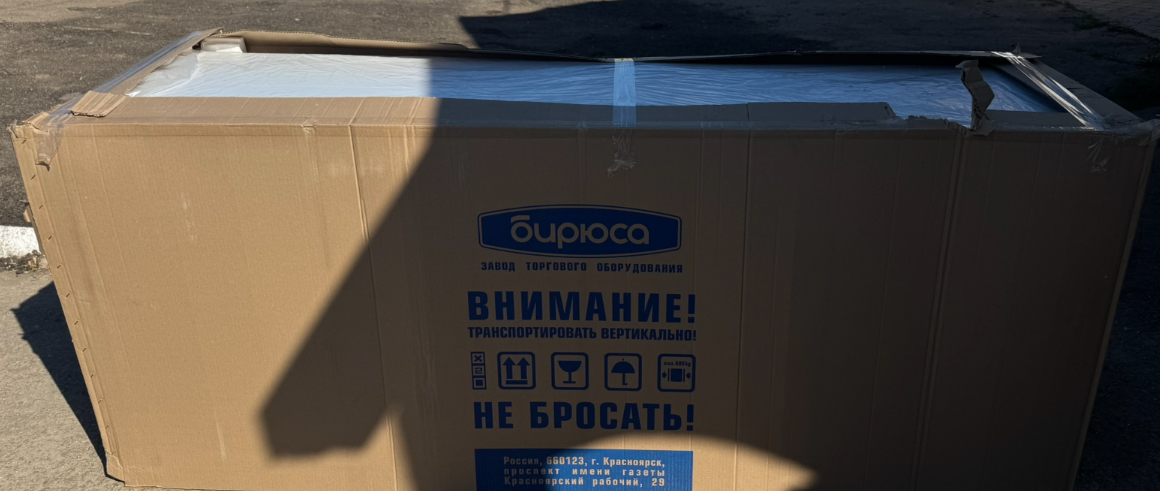 бирюса
ЗАВОД ТОРГОВОГО ОБОРУДОВАНИЯ
ВНИМАНИЕ!
ТРАНСПОРТИРОВАТЬ ВЕРТИКАЛЬНО!
НЕ БРОСАТЬ!
Россия, 660123, г. Красноярск,
проспект имени газеты
Красноярский рабочий, 29